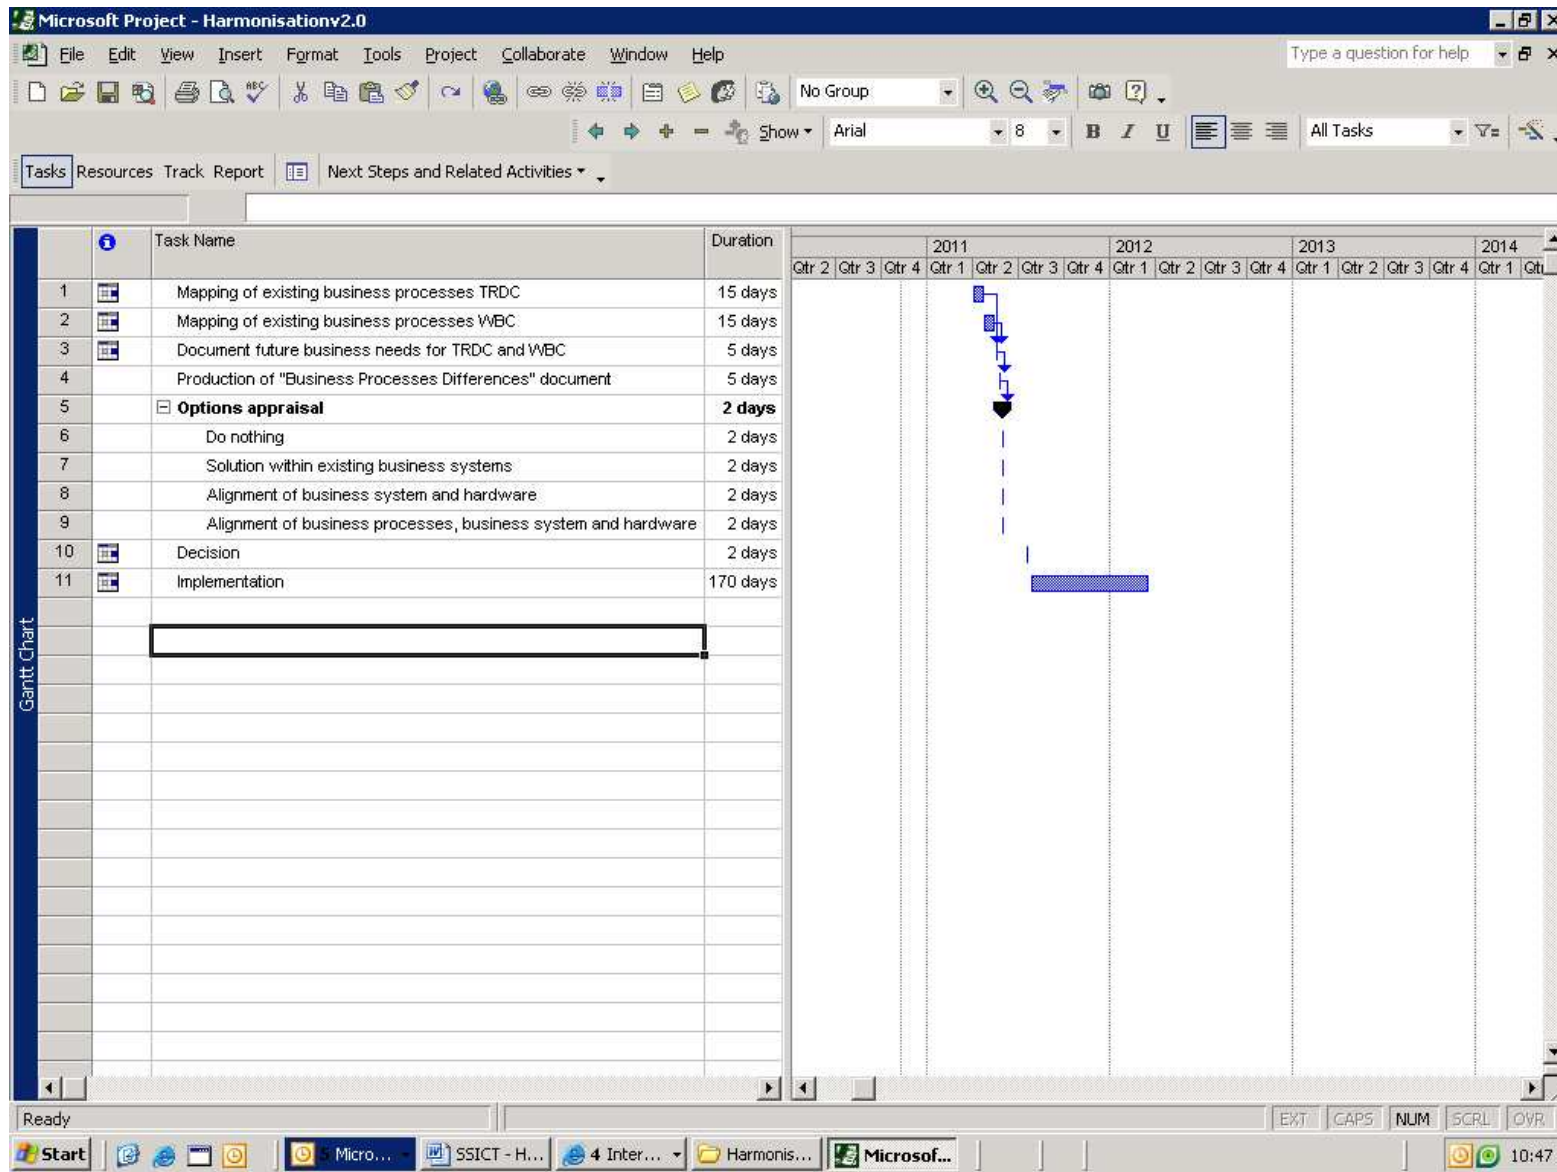 Microsoft Project - Harmonisationv2.0
File Edit View Insert Format Tools Project Collaborate Window Help Type a question for help
No Group
Show Arial 8 B I U All Tasks
Tasks Resources Track Report Next Steps and Related Activities
Task Name Duration 2011 2012 2013 2014
Qtr 2 Qtr 3 Qtr 4 Qtr 1 Qtr 2 Qtr 3 Qtr 4 Qtr 1 Qtr 2 Qtr 3 Qtr 4 Qtr 1 Qtr 2 Qtr 3 Qtr 4 Qtr 1 Qt
1 Mapping of existing business processes TRDC 15 days
2 Mapping of existing business processes WBC 15 days
3 Document future business needs for TRDC and WBC 5 days
4 Production of "Business Processes Differences" document 5 days
5 Options appraisal 2 days
6 Do nothing 2 days
7 Solution within existing business systems 2 days
8 Alignment of business system and hardware 2 days
9 Alignment of business processes, business system and hardware 2 days
10 Decision 2 days
11 Implementation 170 days
Gantt Chart
Ready EXT CAPS NUM SCRL OVR
Start 5 Micro... SSICT - H... 4 Inter... Harmonis... Microsof... 10:47